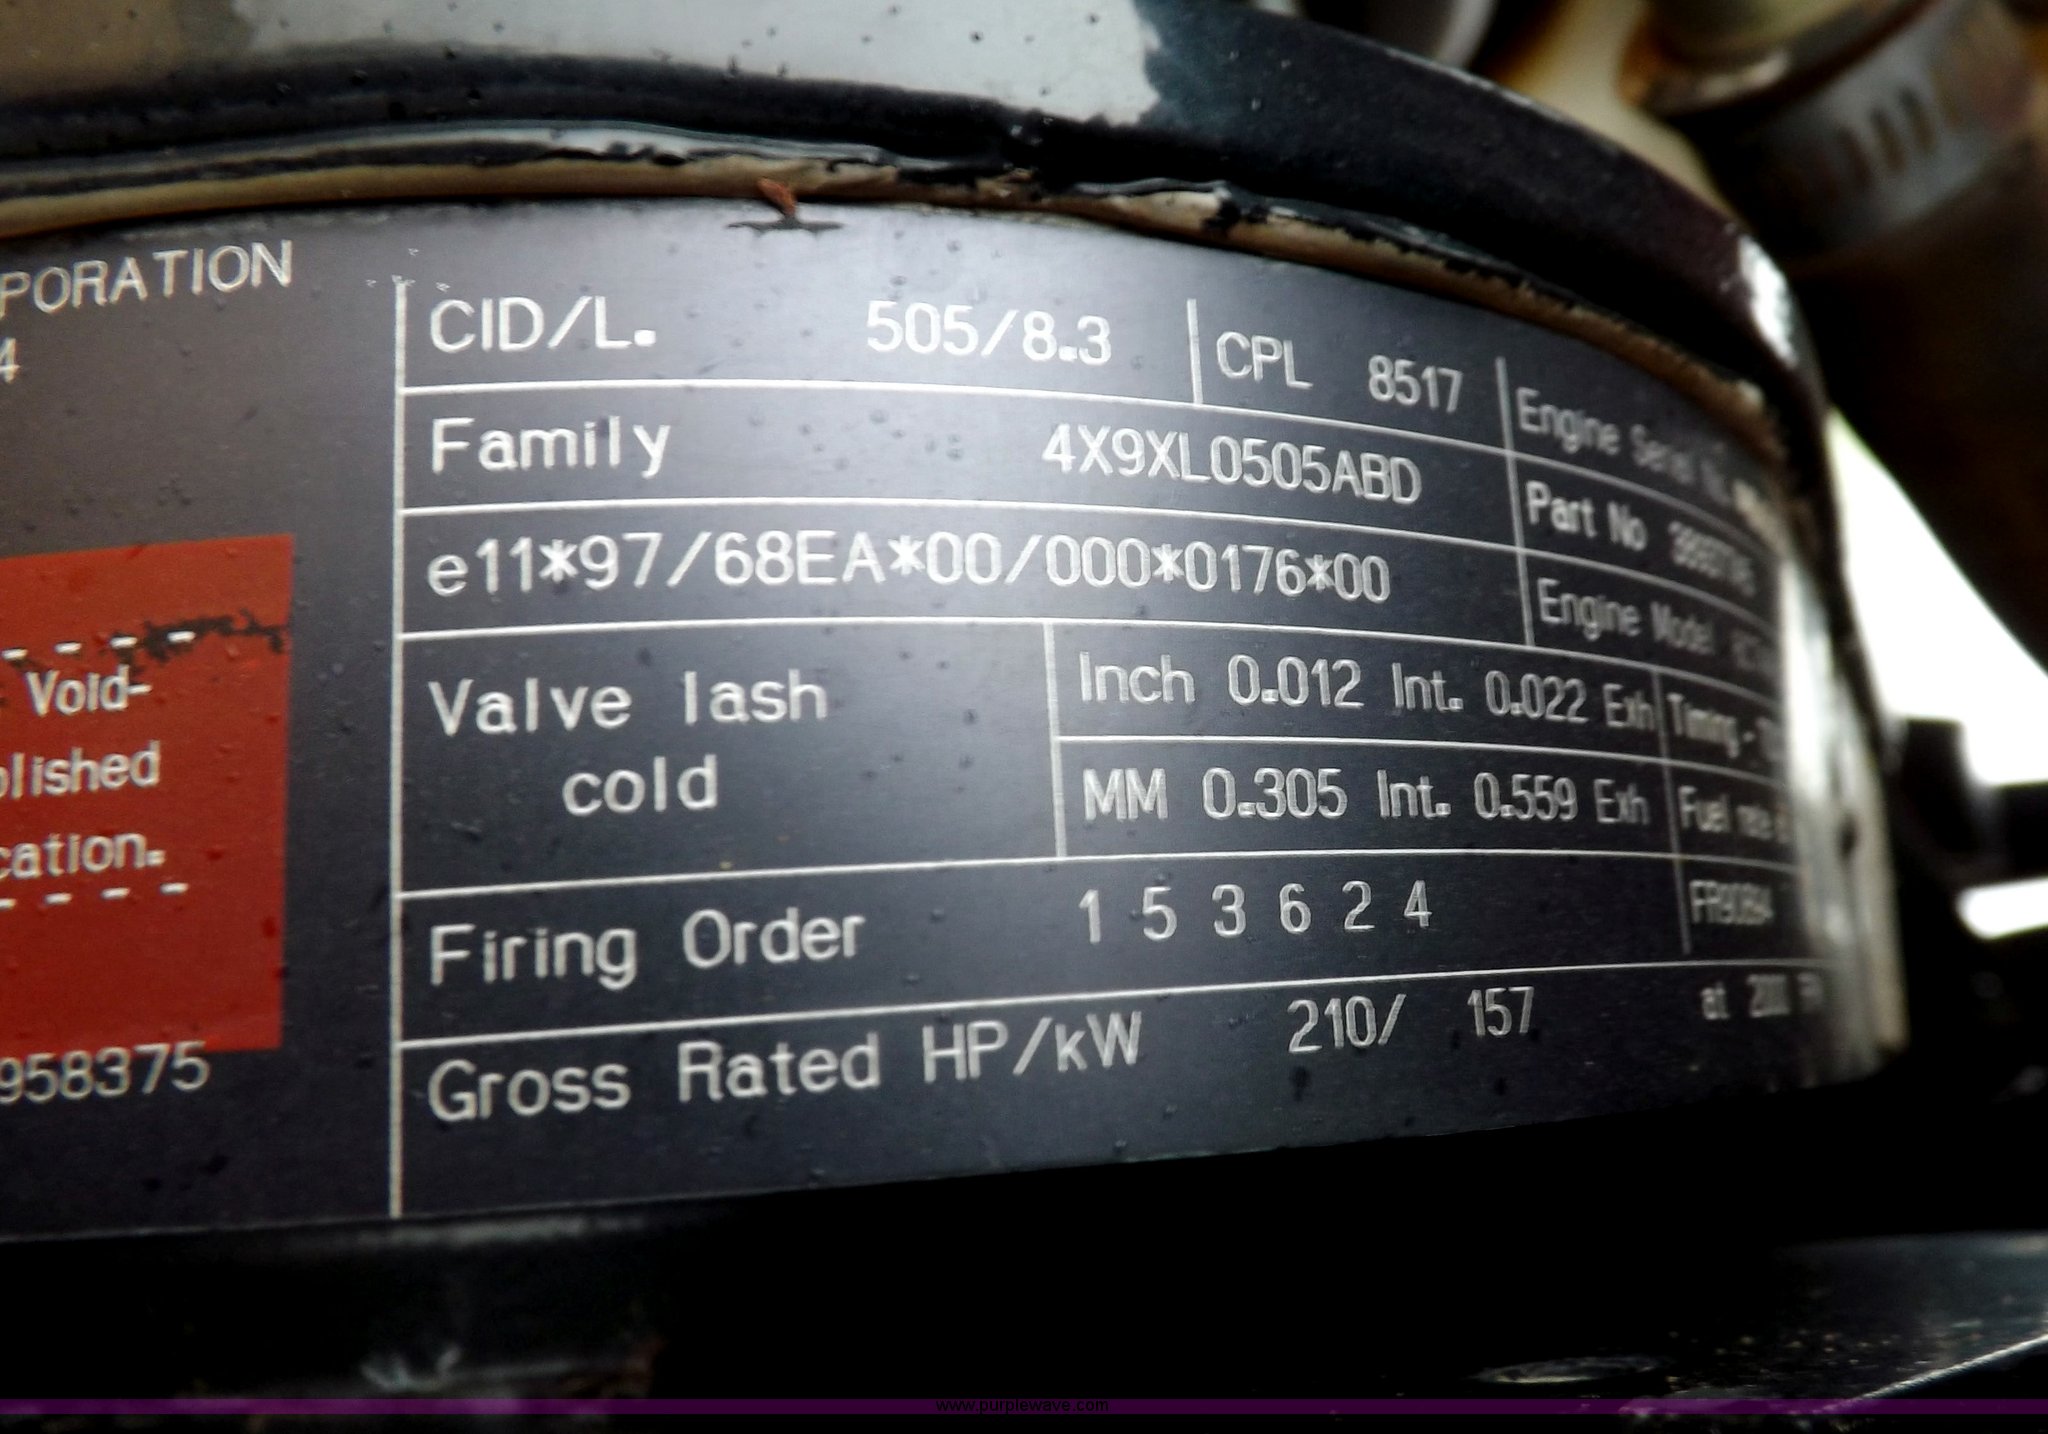 PORATION
4
Void-
olished
cation.
958375
CID/L. 505/8.3
CPL 8517
Engine Serial No.
Family 4X9XL0505ABD
Part No
e11*97/68EA*00/000*0176*00
Engine Model
Valve lash
cold
Inch 0.012 Int. 0.022 Exh
Timing -
MM 0.305 Int. 0.559 Exh
Fuel rate
Firing Order 1 5 3 6 2 4
Gross Rated HP/kW 210/ 157 at
www.purplewave.com